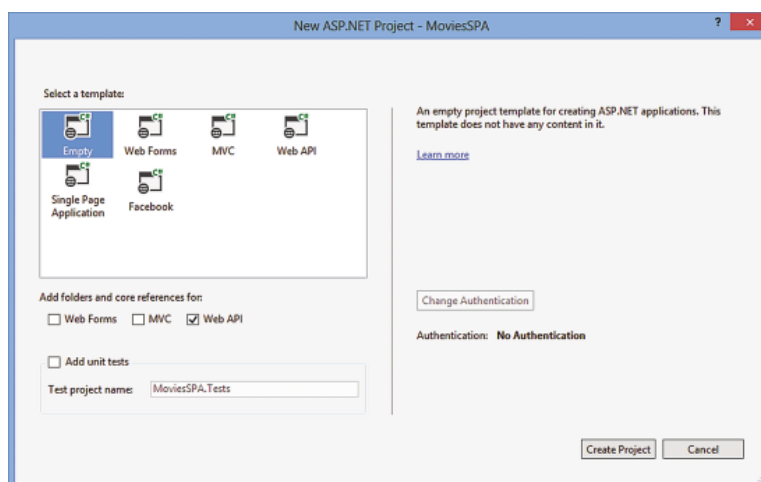 New ASP.NET Project - MoviesSPA
?
Select a template:
C# C# C# C#
Empty Web Forms MVC Web API
C# C#
Single Page
Application
Facebook
An empty project template for creating ASP.NET applications. This
template does not have any content in it.
Learn more
Add folders and core references for:
Web Forms MVC Web API
Add unit tests
Test project name: MoviesSPA.Tests
Change Authentication
Authentication: No Authentication
Create Project Cancel